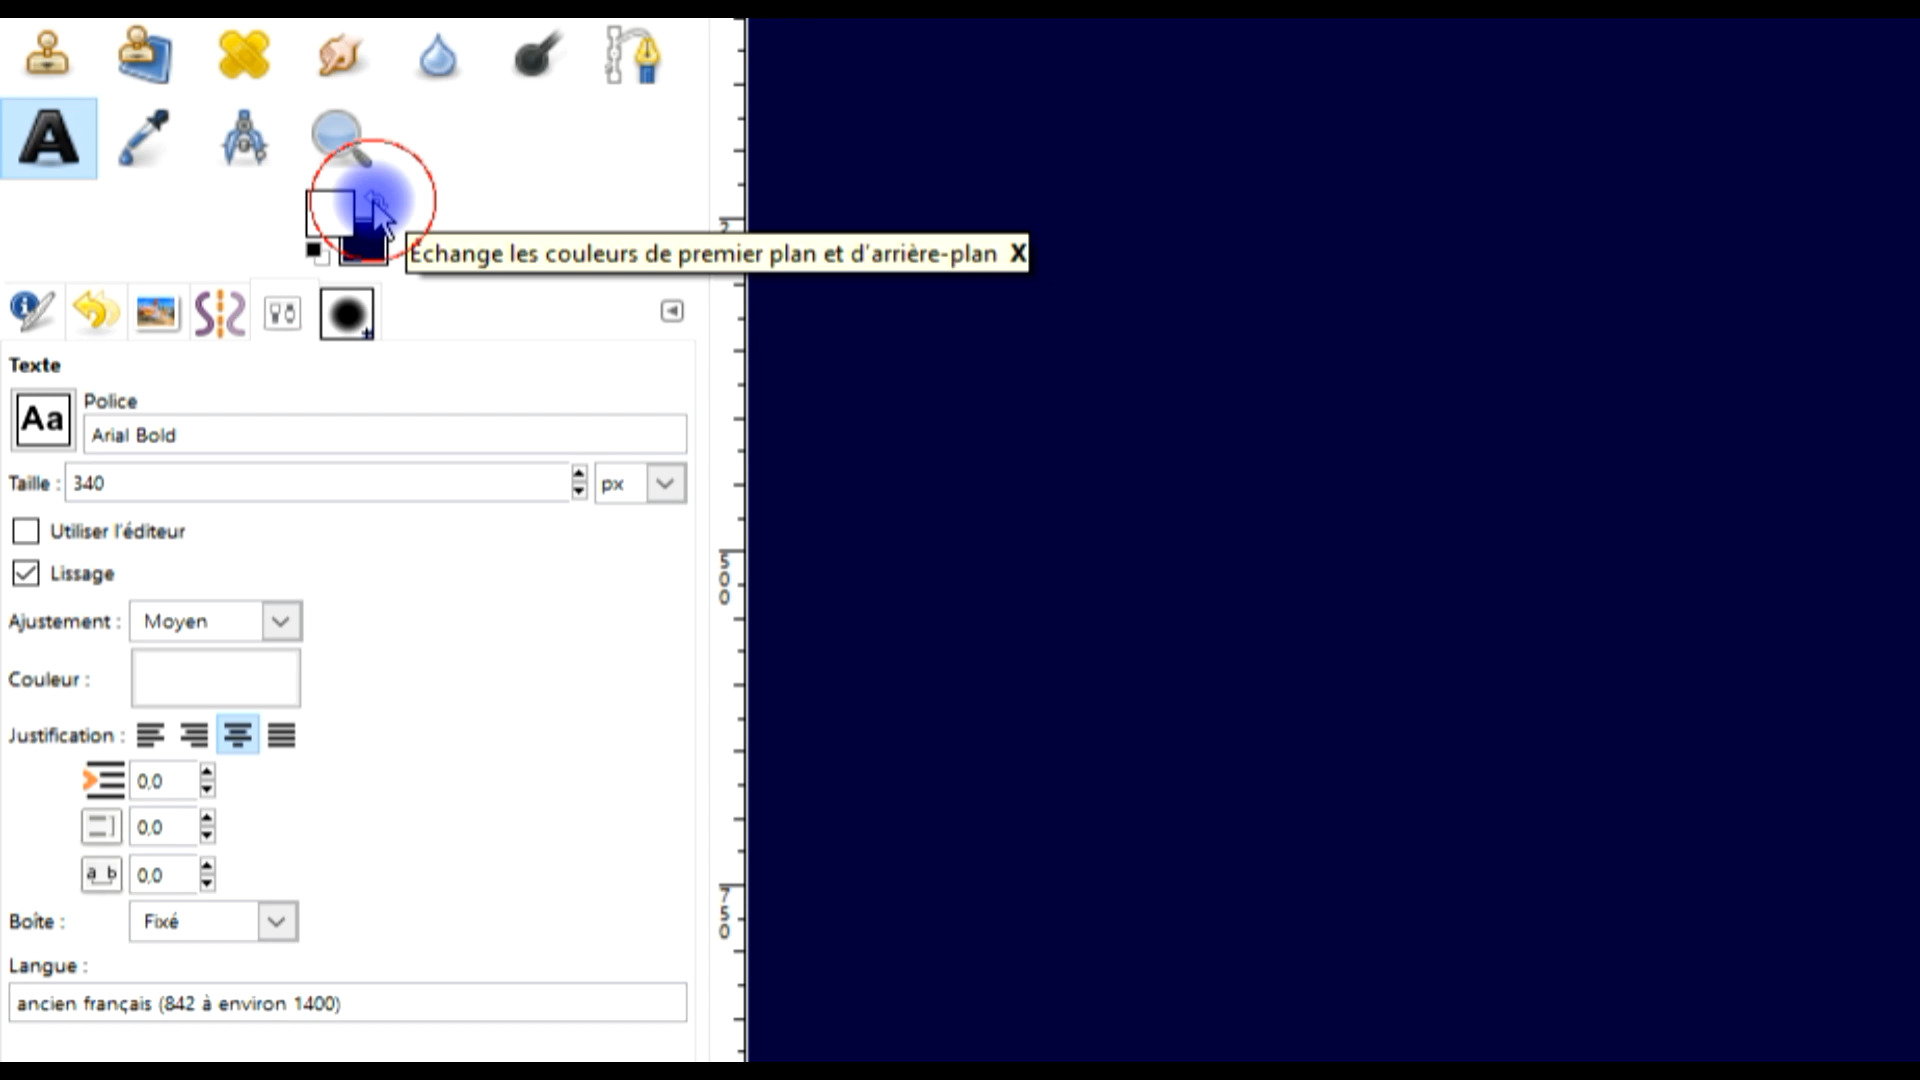 Échange les couleurs de premier plan et d'arrière-plan X
Texte
Aa
Police
Arial Bold
Taille : 340 px
Utiliser l'éditeur
Lissage
Ajustement : Moyen
Couleur :
Justification :
0,0
0,0
a b 0,0
Boîte : Fixé
Langue :
ancien français (842 à environ 1400)
2
500
750